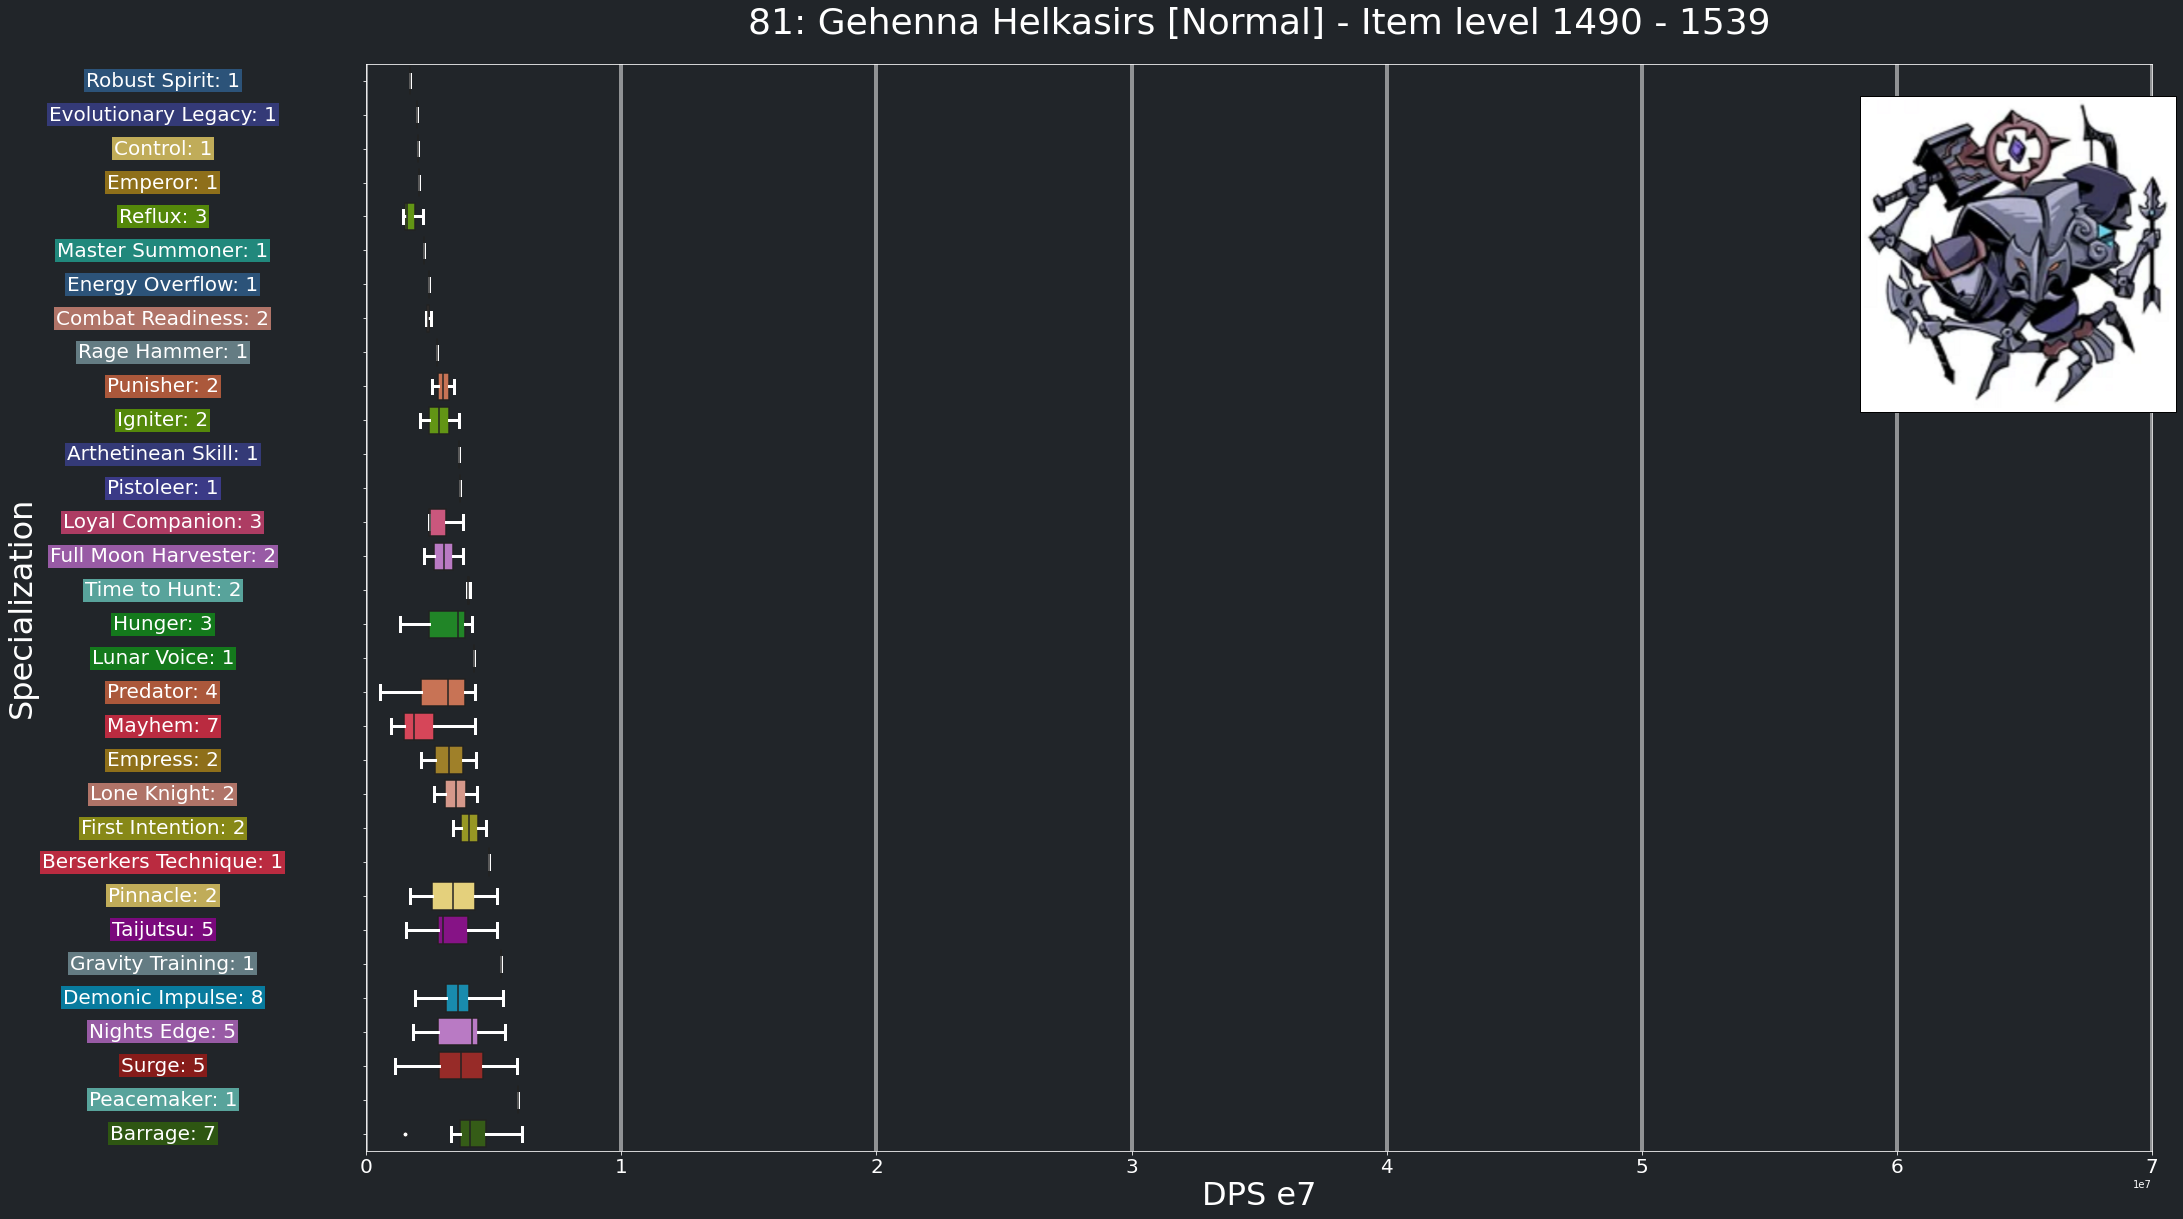 81: Gehenna Helkasirs [Normal] - Item level 1490 - 1539
Robust Spirit: 1
Evolutionary Legacy: 1
Control: 1
Emperor: 1
Reflux: 3
Master Summoner: 1
Energy Overflow: 1
Combat Readiness: 2
Rage Hammer: 1
Punisher: 2
Igniter: 2
Arthetinean Skill: 1
Pistoleer: 1
Loyal Companion: 3
Full Moon Harvester: 2
Time to Hunt: 2
Hunger: 3
Lunar Voice: 1
Predator: 4
Mayhem: 7
Empress: 2
Lone Knight: 2
First Intention: 2
Berserkers Technique: 1
Pinnacle: 2
Taijutsu: 5
Gravity Training: 1
Demonic Impulse: 8
Nights Edge: 5
Surge: 5
Peacemaker: 1
Barrage: 7
Specialization
0 1 2 3 4 5 6 7
1e7
DPS e7